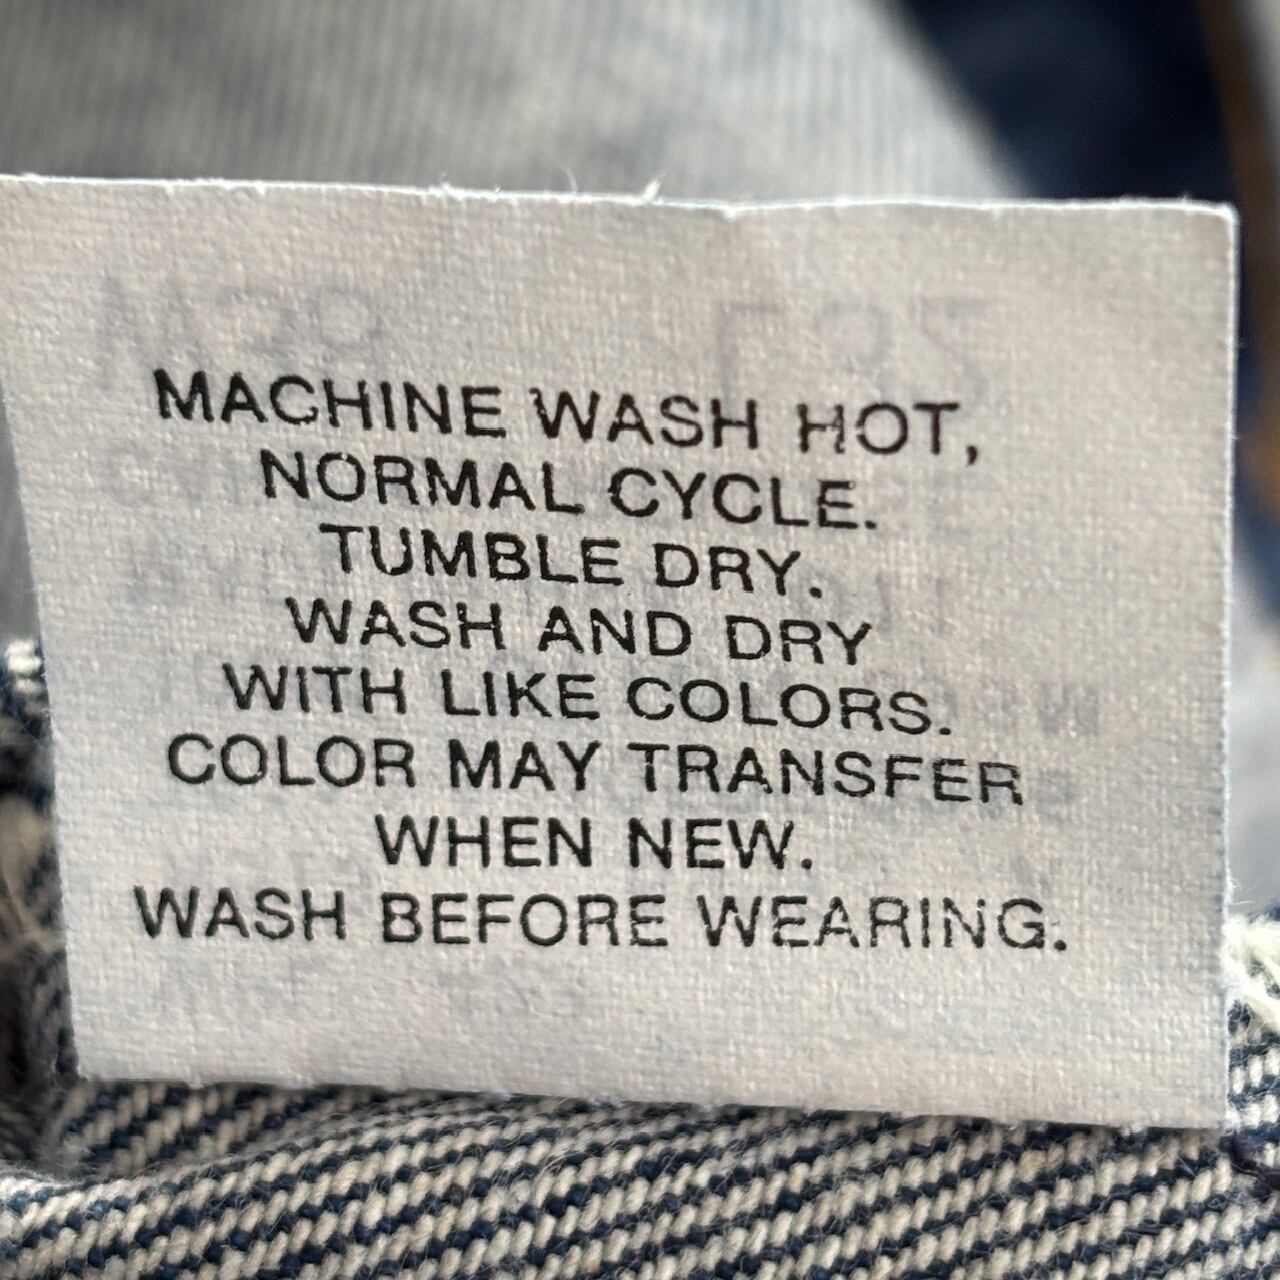 MACHINE WASH HOT,
NORMAL CYCLE.
TUMBLE DRY.
WASH AND DRY
WITH LIKE COLORS.
COLOR MAY TRANSFER
WHEN NEW.
WASH BEFORE WEARING.